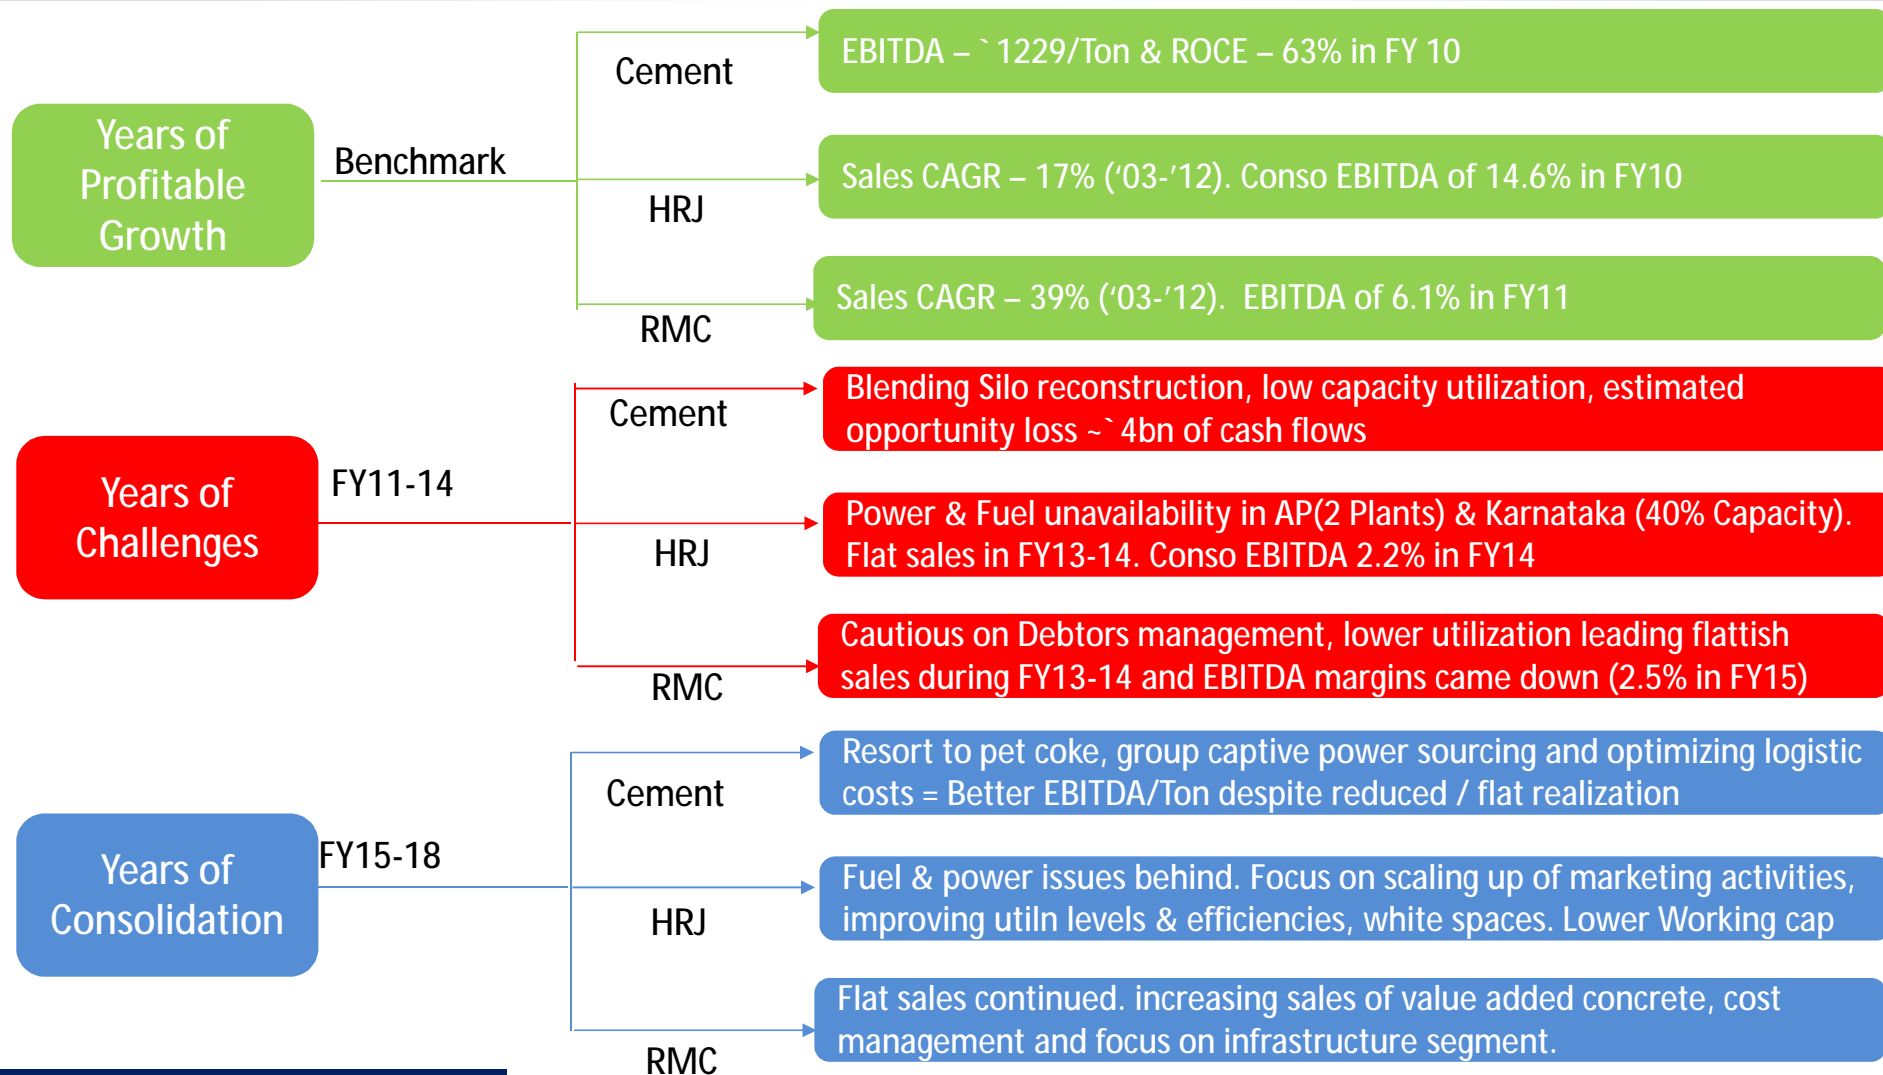 Years of
Profitable
Growth
Benchmark
Cement
EBITDA – ` 1229/Ton & ROCE – 63% in FY 10
HRJ
Sales CAGR – 17% (‘03-’12). Conso EBITDA of 14.6% in FY10
RMC
Sales CAGR – 39% (‘03-’12). EBITDA of 6.1% in FY11
Years of
Challenges
FY11-14
Cement
Blending Silo reconstruction, low capacity utilization, estimated
opportunity loss ~` 4bn of cash flows
HRJ
Power & Fuel unavailability in AP(2 Plants) & Karnataka (40% Capacity).
Flat sales in FY13-14. Conso EBITDA 2.2% in FY14
RMC
Cautious on Debtors management, lower utilization leading flattish
sales during FY13-14 and EBITDA margins came down (2.5% in FY15)
Years of
Consolidation
FY15-18
Cement
Resort to pet coke, group captive power sourcing and optimizing logistic
costs = Better EBITDA/Ton despite reduced / flat realization
HRJ
Fuel & power issues behind. Focus on scaling up of marketing activities,
improving utiln levels & efficiencies, white spaces. Lower Working cap
RMC
Flat sales continued. increasing sales of value added concrete, cost
management and focus on infrastructure segment.